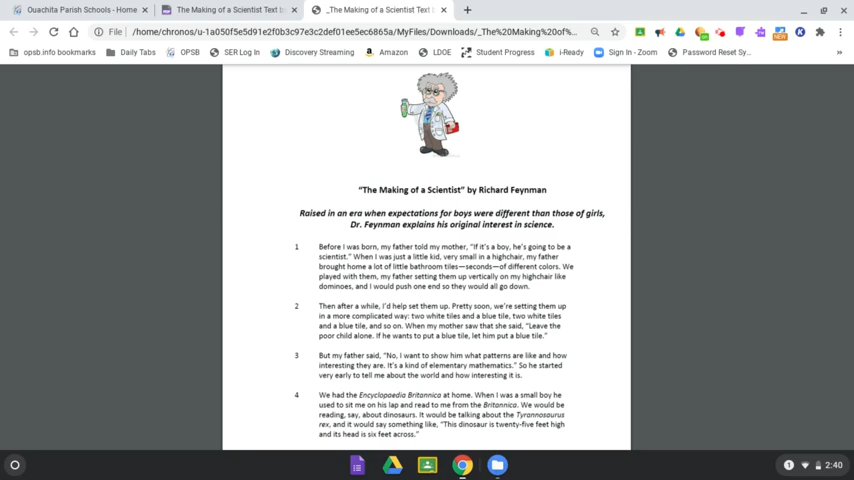 Ouachita Parish Schools - Home
The Making of a Scientist Text b
_The Making of a Scientist Text
File
/home/chronos/u-1a050f5e5d91e2f0b3c97e3c2def01ee5ec6865a/MyFiles/Downloads/_The%20Making%20of%...
opsb.info bookmarks
Daily Tabs
OPSB
SER Log In
Discovery Streaming
Amazon
LDOE
Student Progress
i-Ready
Sign In - Zoom
Password Reset Sy...
"The Making of a Scientist" by Richard Feynman
Raised in an era when expectations for boys were different than those of girls,
Dr. Feynman explains his original interest in science.
1 Before I was born, my father told my mother, "If it's a boy, he's going to be a
scientist." When I was just a little kid, very small in a highchair, my father
brought home a lot of little bathroom tiles—seconds—of different colors. We
played with them, my father setting them up vertically on my highchair like
dominoes, and I would push one end so they would all go down.
2 Then after a while, I'd help set them up. Pretty soon, we're setting them up
in a more complicated way: two white tiles and a blue tile, two white tiles
and a blue tile, and so on. When my mother saw that she said, "Leave the
poor child alone. If he wants to put a blue tile, let him put a blue tile."
3 But my father said, "No, I want to show him what patterns are like and how
interesting they are. It's a kind of elementary mathematics." So he started
very early to tell me about the world and how interesting it is.
4 We had the Encyclopaedia Britannica at home. When I was a small boy he
used to sit me on his lap and read to me from the Britannica. We would be
reading, say, about dinosaurs. It would be talking about the Tyrannosaurus
rex, and it would say something like, "This dinosaur is twenty-five feet high
and its head is six feet across."
1
2:40